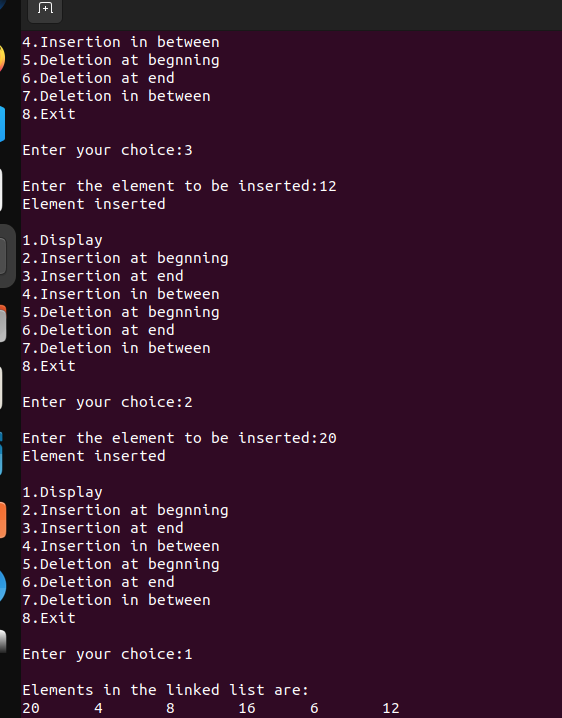 4.Insertion in between
5.Deletion at begnning
6.Deletion at end
7.Deletion in between
8.Exit
Enter your choice:3
Enter the element to be inserted:12
Element inserted
1.Display
2.Insertion at begnning
3.Insertion at end
4.Insertion in between
5.Deletion at begnning
6.Deletion at end
7.Deletion in between
8.Exit
Enter your choice:2
Enter the element to be inserted:20
Element inserted
1.Display
2.Insertion at begnning
3.Insertion at end
4.Insertion in between
5.Deletion at begnning
6.Deletion at end
7.Deletion in between
8.Exit
Enter your choice:1
Elements in the linked list are:
20 4 8 16 6 12